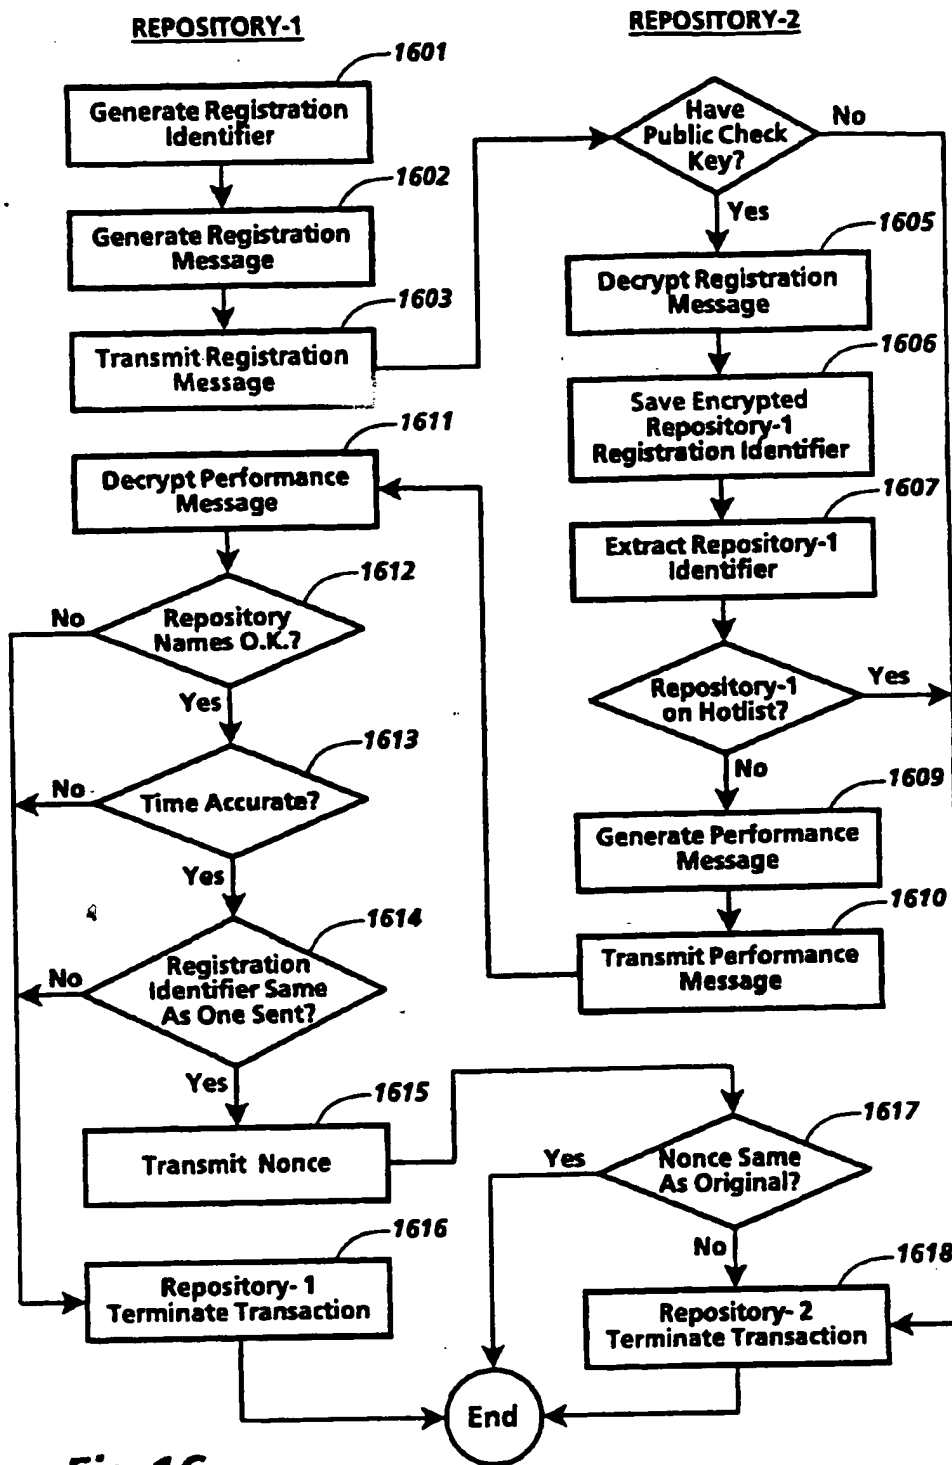 REPOSITORY-1
REPOSITORY-2
1601
Generate Registration
Identifier
1602
Generate Registration
Message
1603
Transmit Registration
Message
Have
Public Check
Key?
No
Yes
1605
Decrypt Registration
Message
1606
Save Encrypted
Repository-1
Registration Identifier
1607
Extract Repository-1
Identifier
Repository-1
on Hotlist?
Yes
No
1609
Generate Performance
Message
1610
Transmit Performance
Message
1611
Decrypt Performance
Message
1612
Repository
Names O.K.?
No
Yes
1613
Time Accurate?
No
Yes
1614
Registration
Identifier Same
As One Sent?
No
Yes
1615
Transmit Nonce
1617
Nonce Same
As Original?
Yes
No
1616
Repository- 1
Terminate Transaction
1618
Repository- 2
Terminate Transaction
End